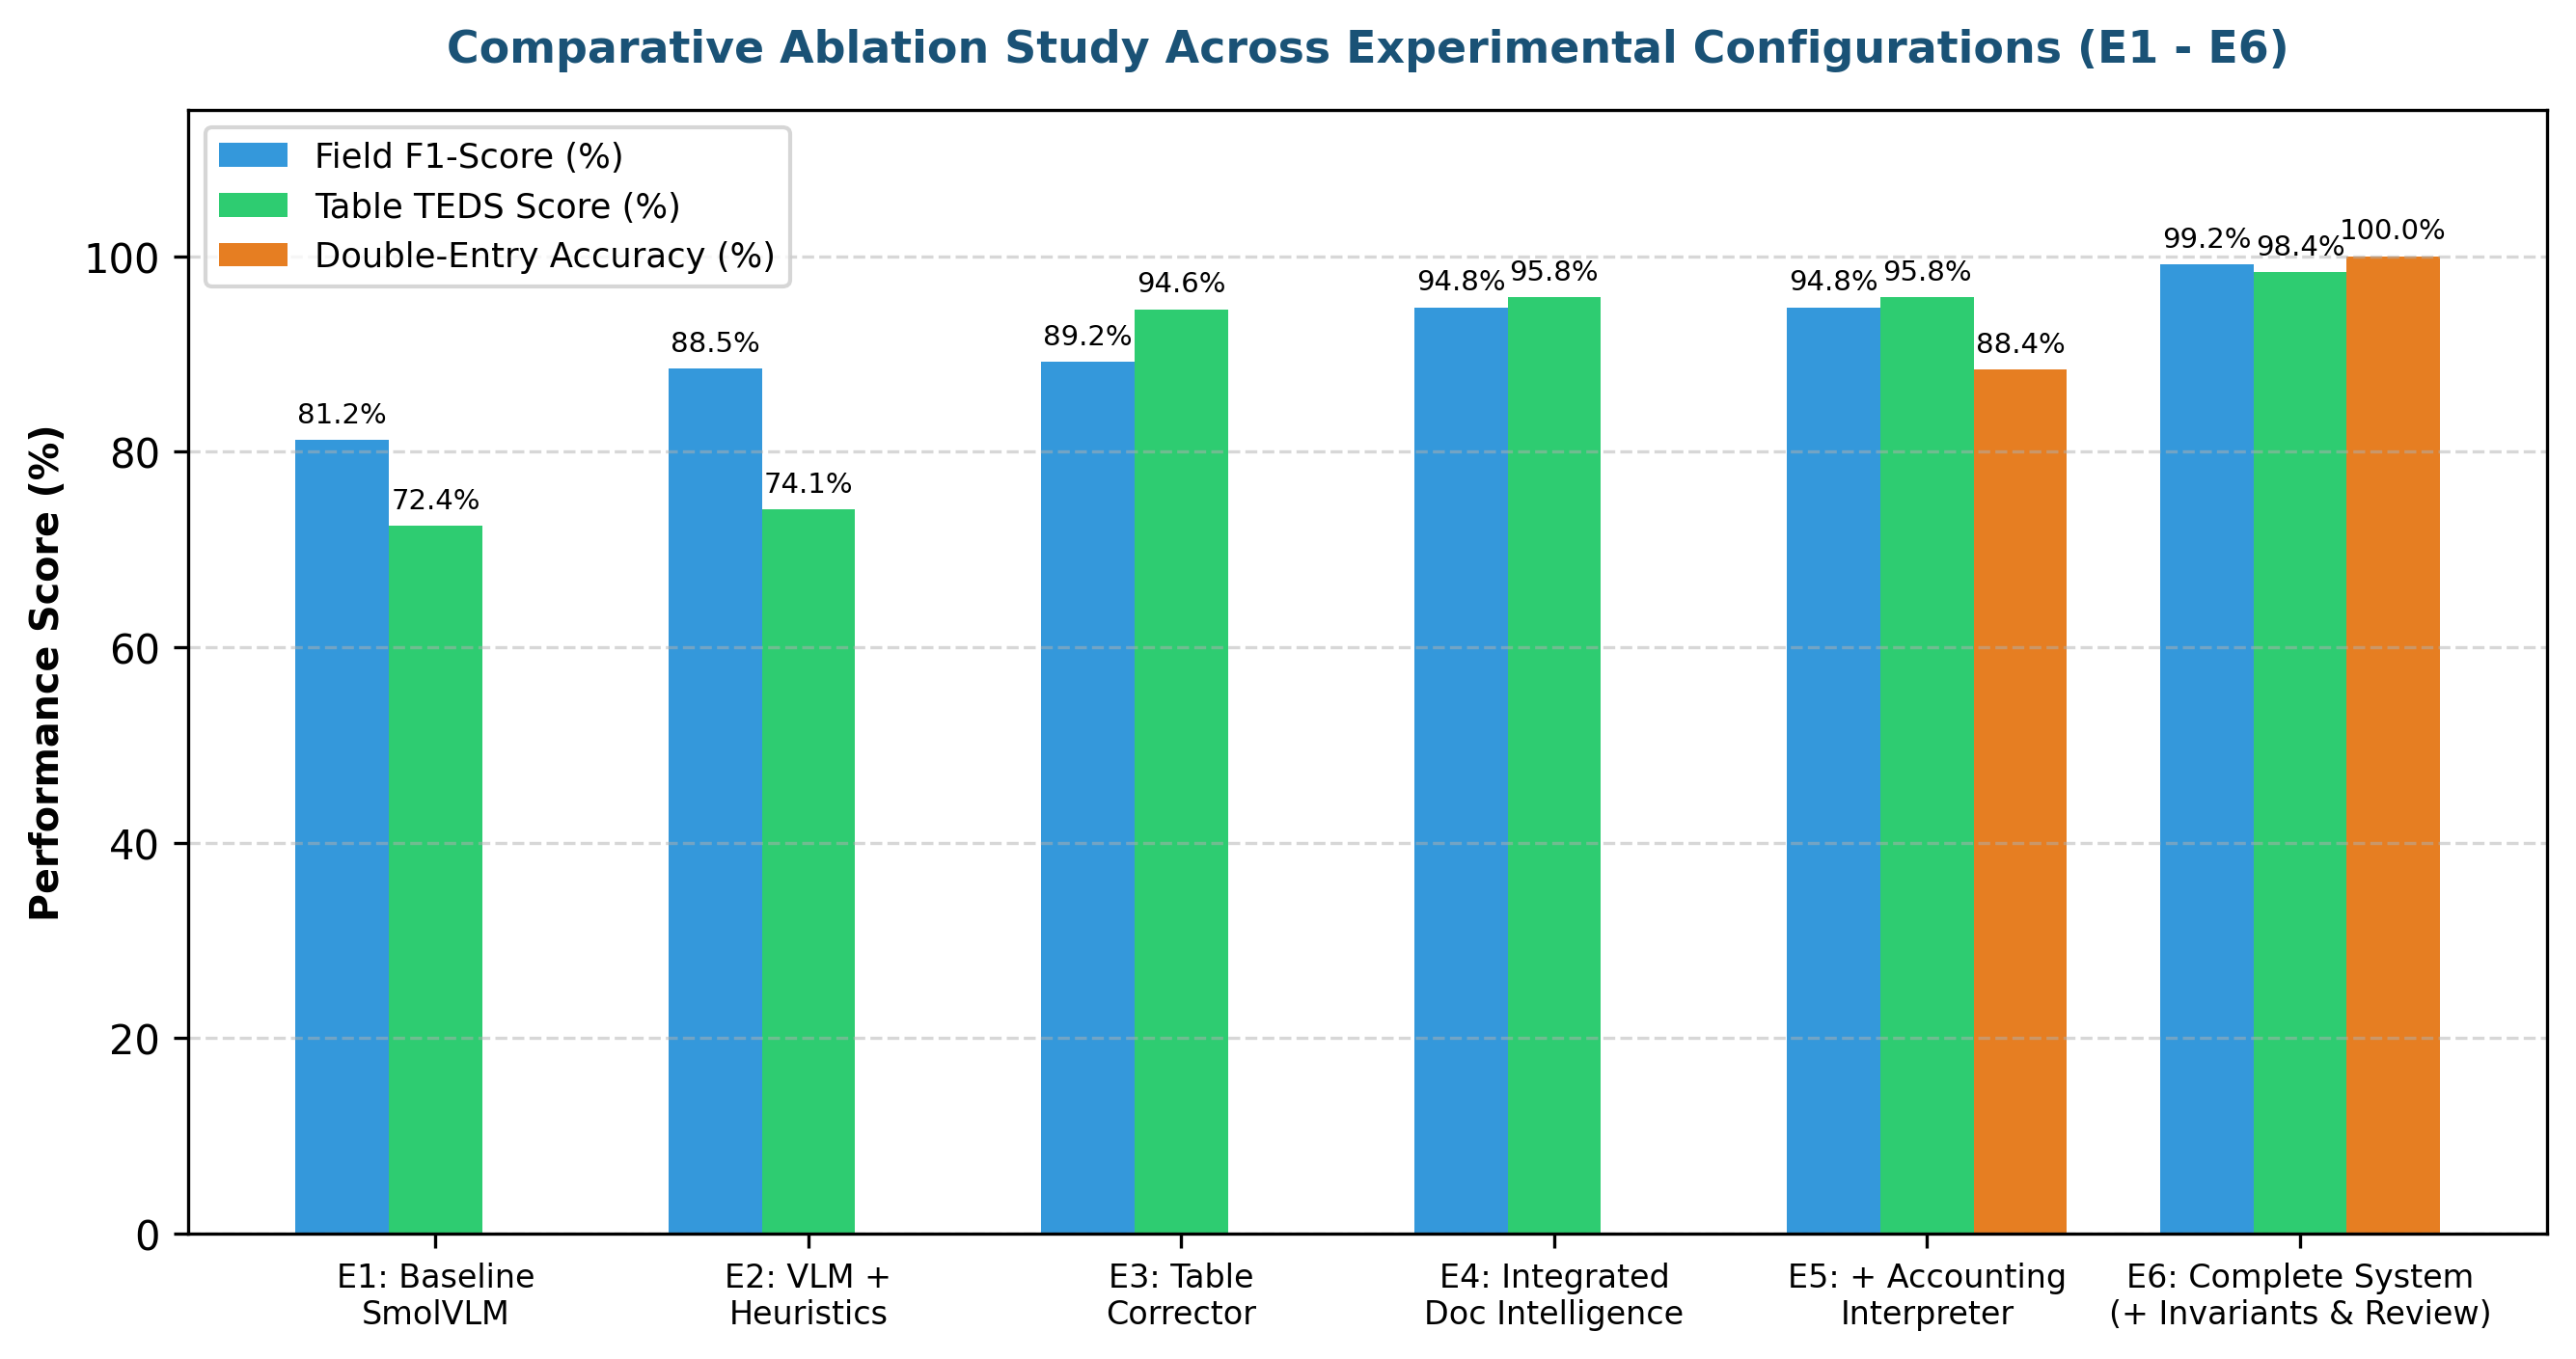 Comparative Ablation Study Across Experimental Configurations (E1 - E6)
Field F1-Score (%)
Table TEDS Score (%)
Double-Entry Accuracy (%)
Performance Score (%)
100
80
60
40
20
0
81.2%
72.4%
88.5%
74.1%
89.2%
94.6%
94.8%
95.8%
94.8%
95.8%
88.4%
99.2%
98.4%
100.0%
E1: Baseline
SmolVLM
E2: VLM +
Heuristics
E3: Table
Corrector
E4: Integrated
Doc Intelligence
E5: + Accounting
Interpreter
E6: Complete System
(+ Invariants & Review)